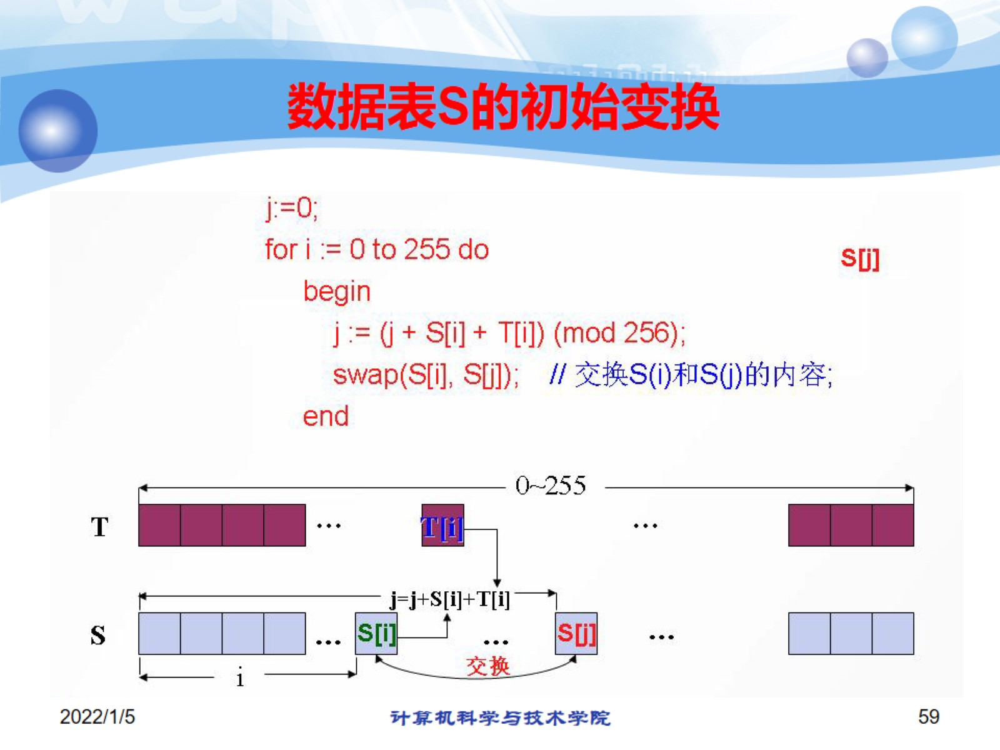 数据表S的初始变换
j:=0;
for i := 0 to 255 do
S[j]
begin
j := (j + S[i] + T[i]) (mod 256);
swap(S[i], S[j]); // 交换S(i)和S(j)的内容;
end
0~255
T ... T[i] ...
j=j+S[i]+T[i]
S ... S[i] ... S[j] ...
交换
i
2022/1/5 计算机科学与技术学院 59